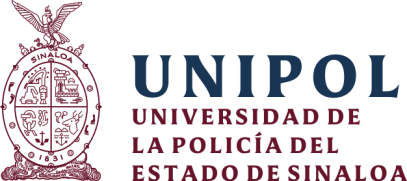 SINALOA
1831
UNIPOL
UNIVERSIDAD DE
LA POLICÍA DEL
ESTADO DE SINALOA